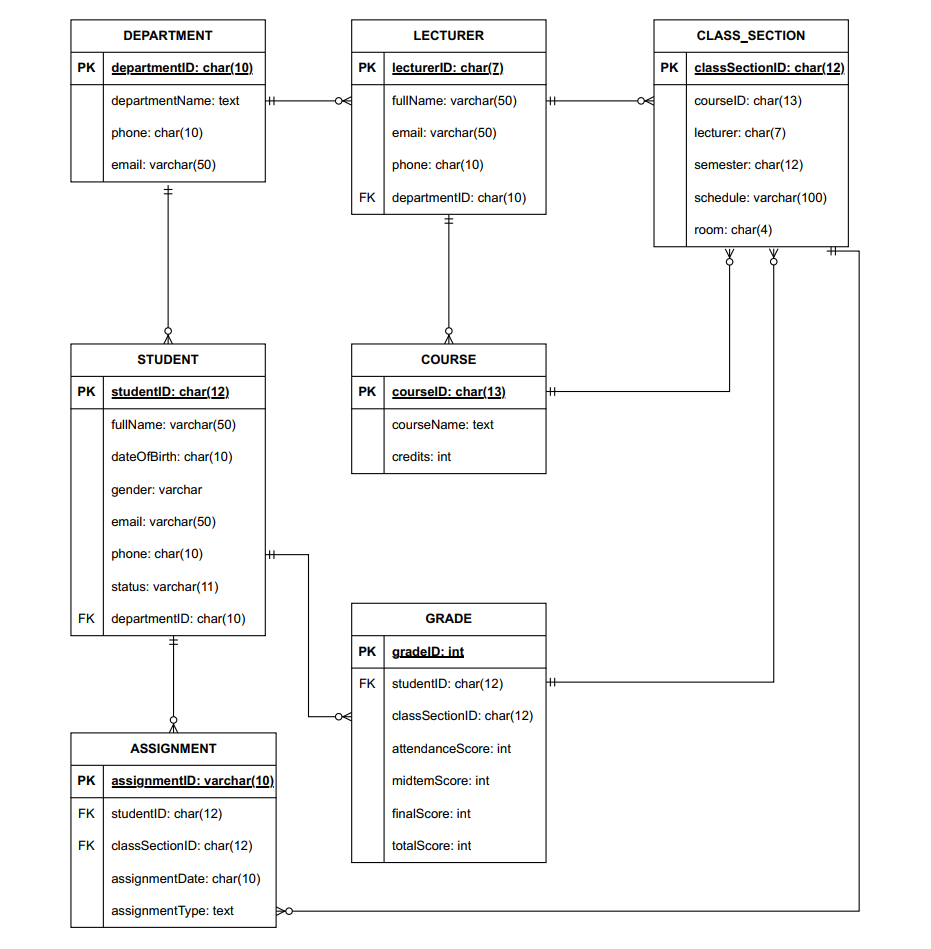 DEPARTMENT
PK departmentID: char(10)
departmentName: text
phone: char(10)
email: varchar(50)
LECTURER
PK lecturerID: char(7)
fullName: varchar(50)
email: varchar(50)
phone: char(10)
FK departmentID: char(10)
CLASS_SECTION
PK classSectionID: char(12)
courseID: char(13)
lecturer: char(7)
semester: char(12)
schedule: varchar(100)
room: char(4)
STUDENT
PK studentID: char(12)
fullName: varchar(50)
dateOfBirth: char(10)
gender: varchar
email: varchar(50)
phone: char(10)
status: varchar(11)
FK departmentID: char(10)
COURSE
PK courseID: char(13)
courseName: text
credits: int
GRADE
PK gradeID: int
FK studentID: char(12)
classSectionID: char(12)
attendanceScore: int
midtemScore: int
finalScore: int
totalScore: int
ASSIGNMENT
PK assignmentID: varchar(10)
FK studentID: char(12)
FK classSectionID: char(12)
assignmentDate: char(10)
assignmentType: text